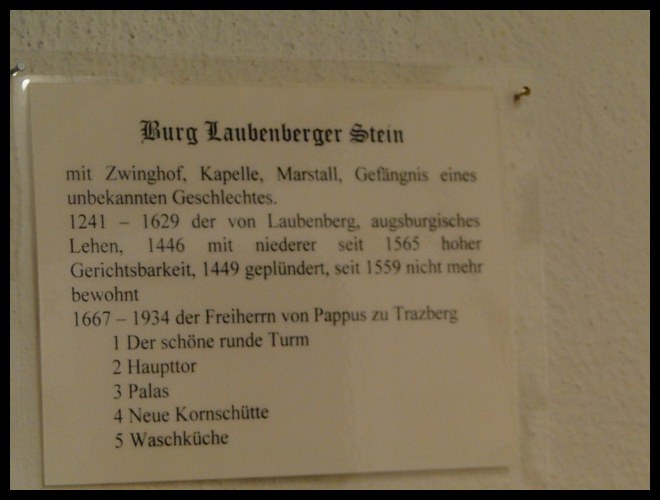 Burg Laubenberger Stein
mit Zwinghof, Kapelle, Marstall, Gefängnis eines
unbekannten Geschlechtes.
1241 – 1629 der von Laubenberg, augsburgisches
Lehen, 1446 mit niederer seit 1565 hoher
Gerichtsbarkeit, 1449 geplündert, seit 1559 nicht mehr
bewohnt
1667 – 1934 der Freiherrn von Pappus zu Trazberg
1 Der schöne runde Turm
2 Haupttor
3 Palas
4 Neue Kornschütte
5 Waschküche